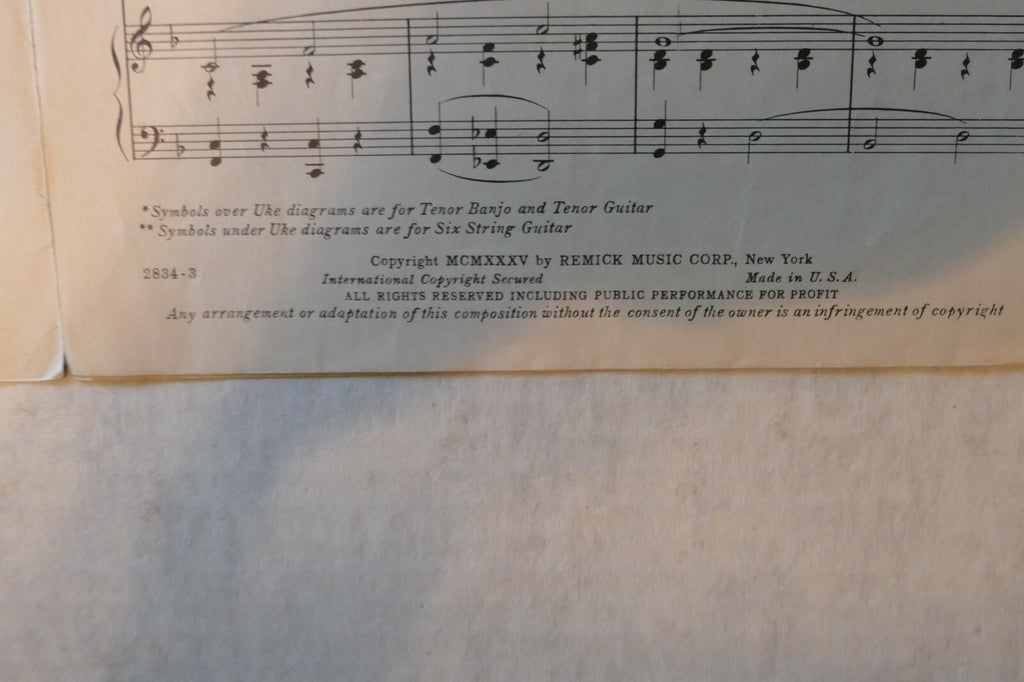 *Symbols over Uke diagrams are for Tenor Banjo and Tenor Guitar
**Symbols under Uke diagrams are for Six String Guitar
Copyright MCMXXXV by REMICK MUSIC CORP., New York
2834-3 International Copyright Secured Made in U. S. A.
ALL RIGHTS RESERVED INCLUDING PUBLIC PERFORMANCE FOR PROFIT
Any arrangement or adaptation of this composition without the consent of the owner is an infringement of copyright